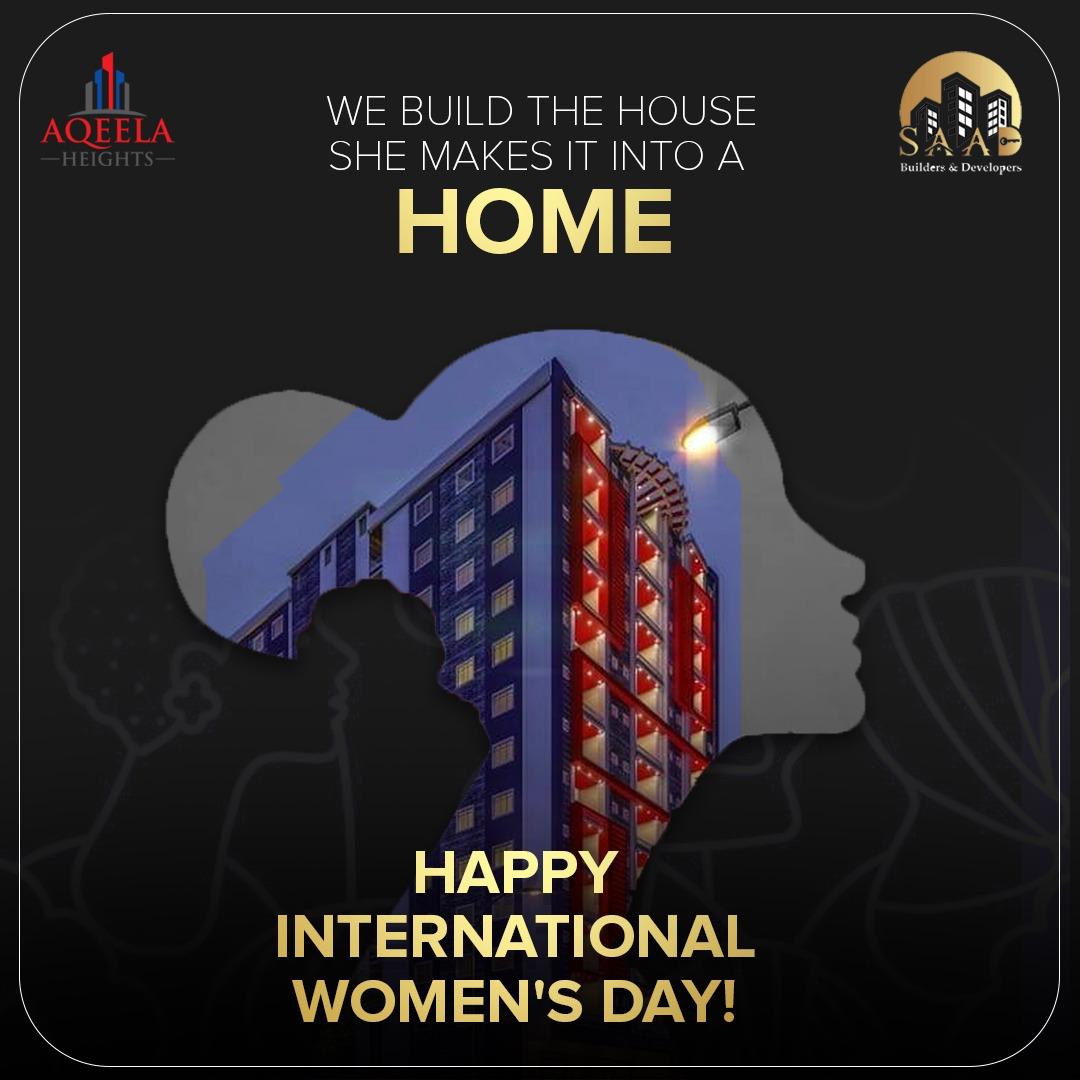 AQEELA
HEIGHTS
WE BUILD THE HOUSE
SHE MAKES IT INTO A
HOME
SAAD
Builders & Developers
HAPPY
INTERNATIONAL
WOMEN'S DAY!